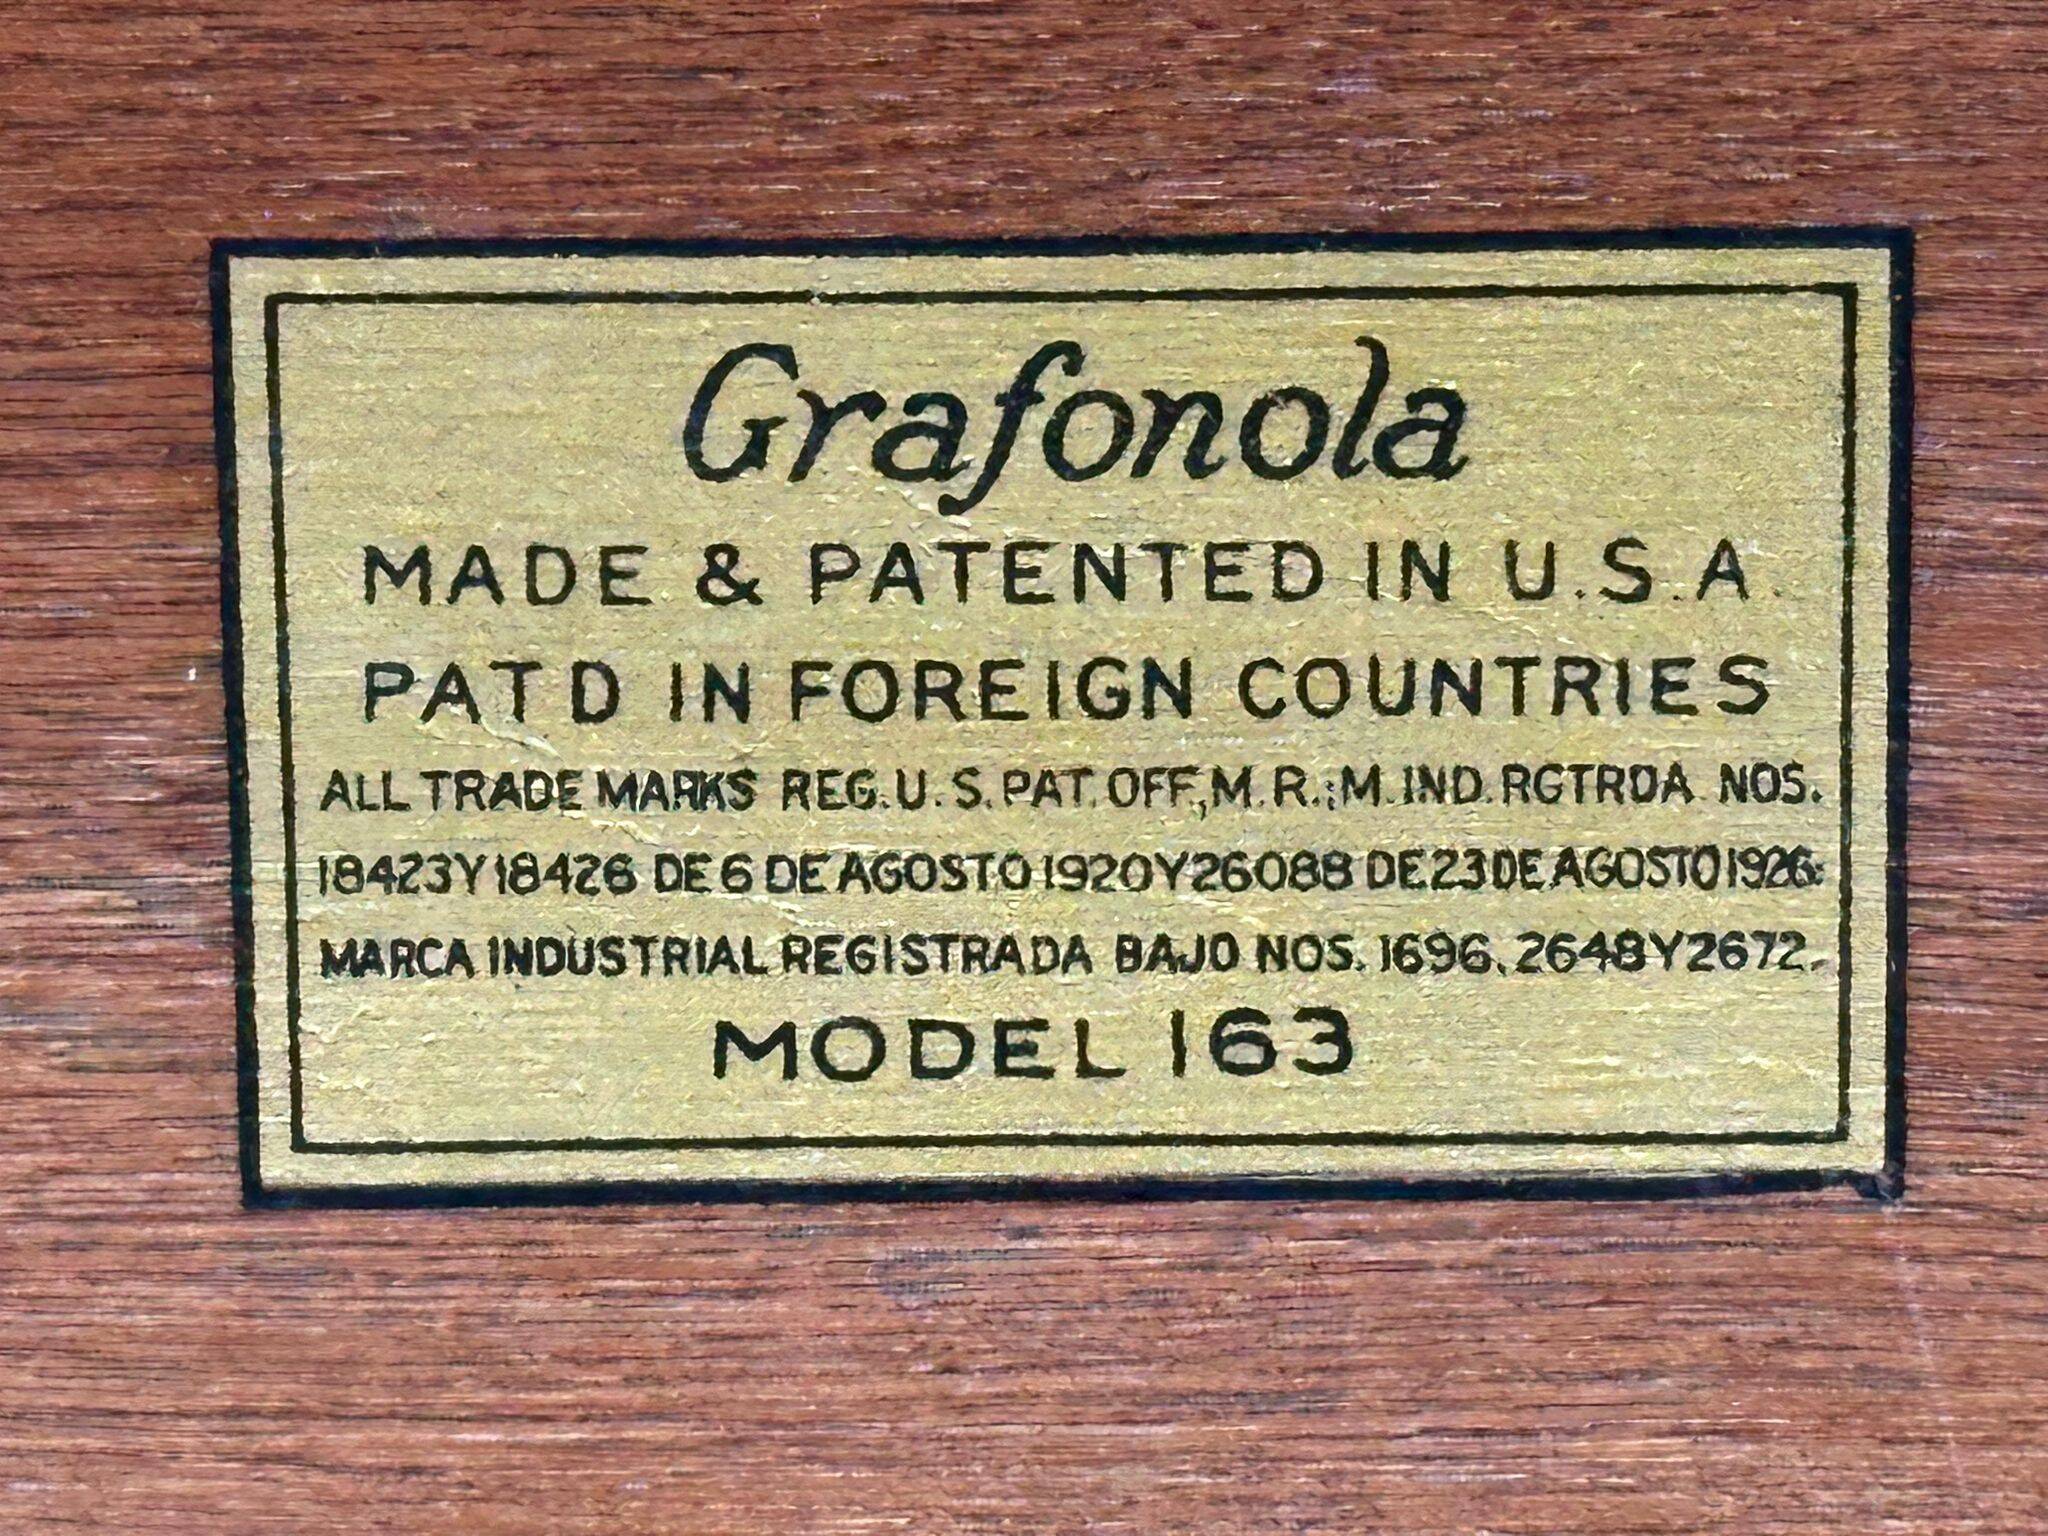 Grafonola
MADE & PATENTED IN U.S.A.
PAT'D IN FOREIGN COUNTRIES
ALL TRADE MARKS REG. U.S. PAT. OFF., M. R.; M. IND. RGTRDA. NOS.
18423 Y 18426 DE 6 DE AGOSTO 1920 Y 26088 DE 23 DE AGOSTO 1926:
MARCA INDUSTRIAL REGISTRADA BAJO NOS. 1696, 2648 Y 2672.
MODEL 163